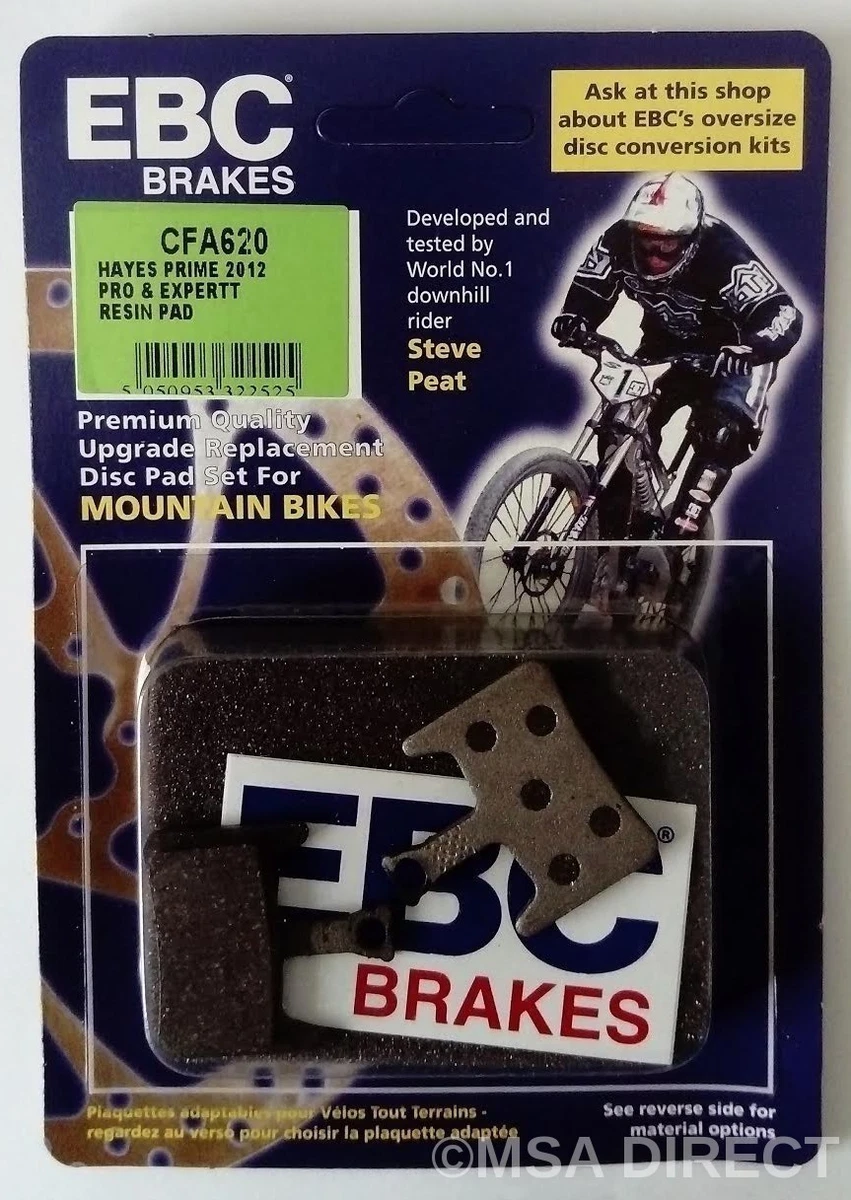 EBC®
BRAKES
Ask at this shop
about EBC's oversize
disc conversion kits
CFA620
HAYES PRIME 2012
PRO & EXPERTT
RESIN PAD
5 050953 322525
Developed and
tested by
World No.1
downhill
rider
Steve
Peat
1
Premium Quality
Upgrade Replacement
Disc Pad Set For
MOUNTAIN BIKES
EBC®
BRAKES
Plaquettes adaptables pour Vélos Tout Terrains -
regardez au verso pour choisir la plaquette adaptée
See reverse side for
material options
©MSA DIRECT